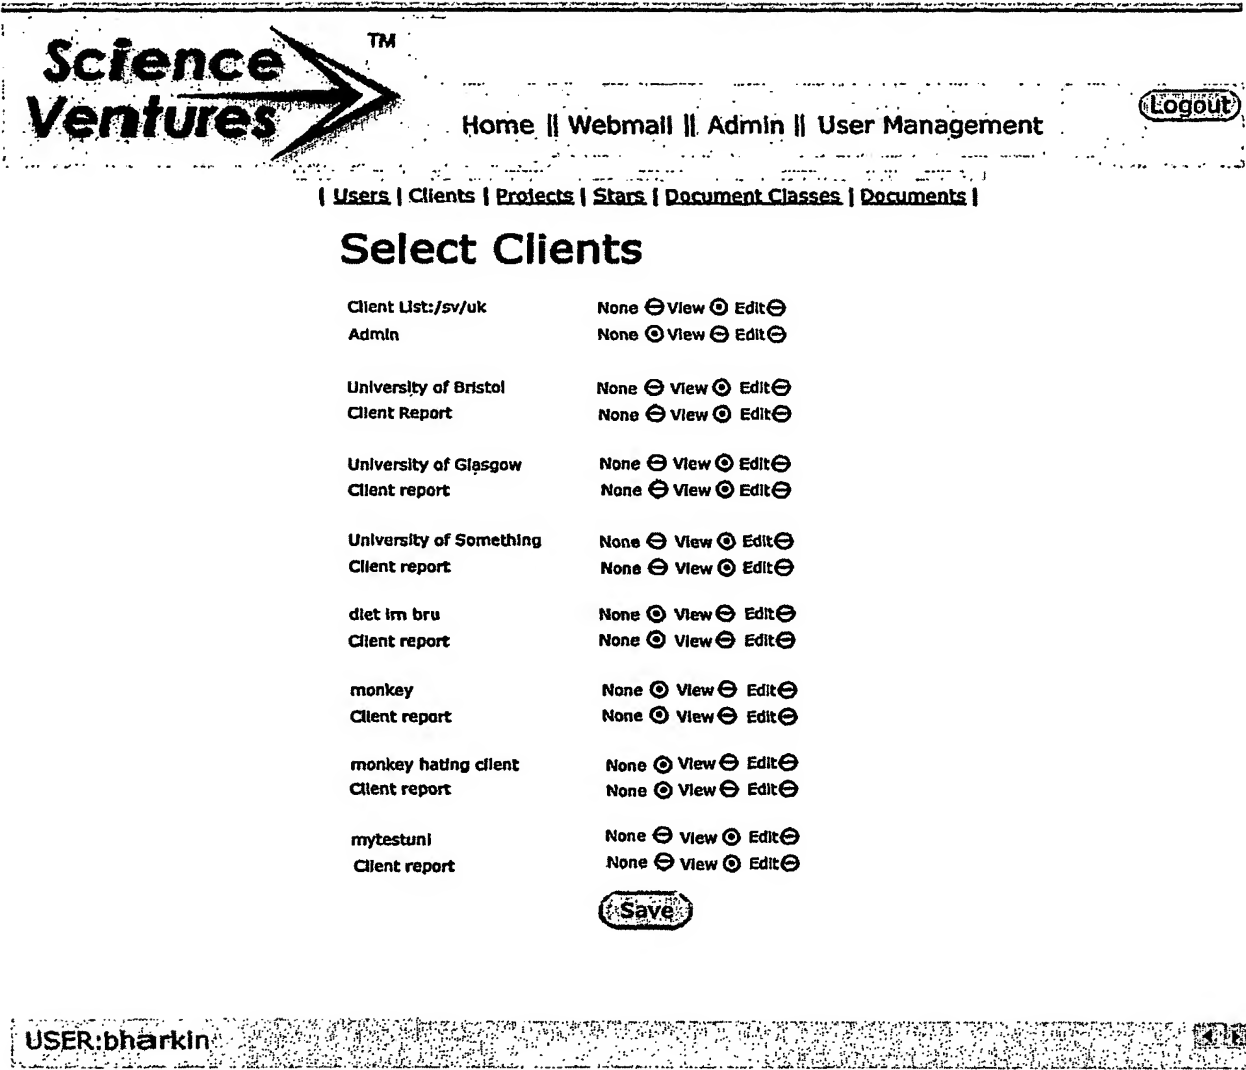 Science
Ventures
TM
Home || Webmail || Admin || User Management
Logout
| Users | Clients | Projects | Stars | Document Classes | Documents |
Select Clients
Client List:/sv/uk None View Edit
Admin None View Edit
University of Bristol None View Edit
Client Report None View Edit
University of Glasgow None View Edit
Client report None View Edit
University of Something None View Edit
Client report None View Edit
diet irn bru None View Edit
Client report None View Edit
monkey None View Edit
Client report None View Edit
monkey hating client None View Edit
Client report None View Edit
mytestuni None View Edit
Client report None View Edit
Save
USER:bharkin